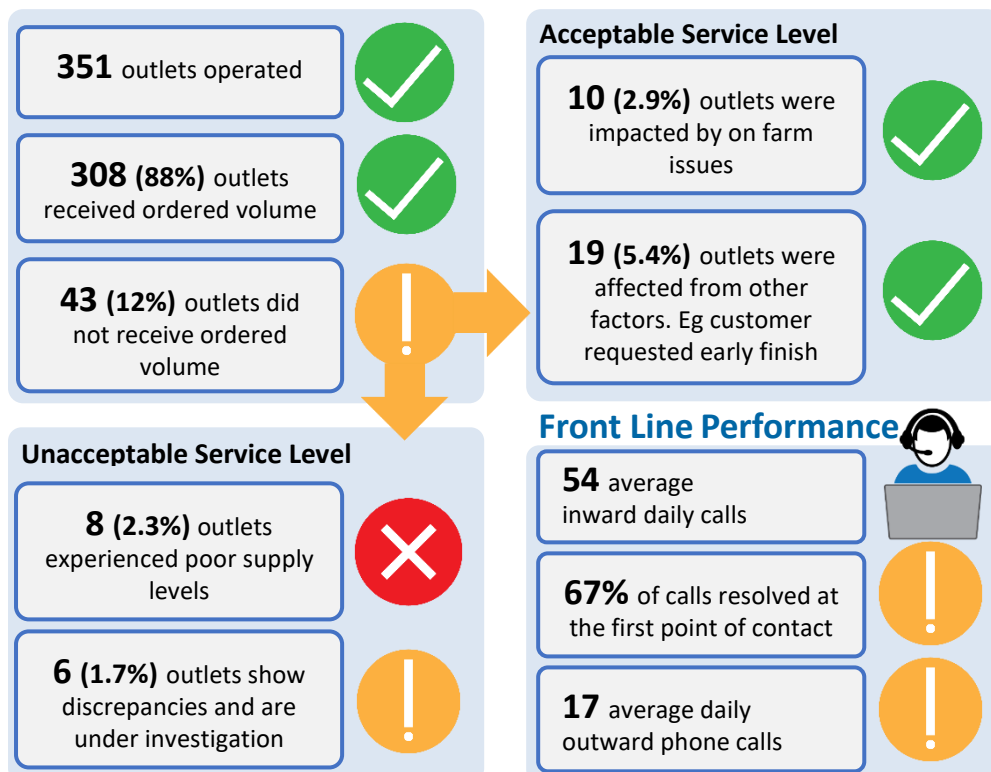 351 outlets operated
308 (88%) outlets
received ordered volume
43 (12%) outlets did
not receive ordered
volume
Acceptable Service Level
10 (2.9%) outlets were
impacted by on farm
issues
19 (5.4%) outlets were
affected from other
factors. Eg customer
requested early finish
Unacceptable Service Level
8 (2.3%) outlets
experienced poor supply
levels
6 (1.7%) outlets show
discrepancies and are
under investigation
Front Line Performance
54 average
inward daily calls
67% of calls resolved at
the first point of contact
17 average daily
outward phone calls